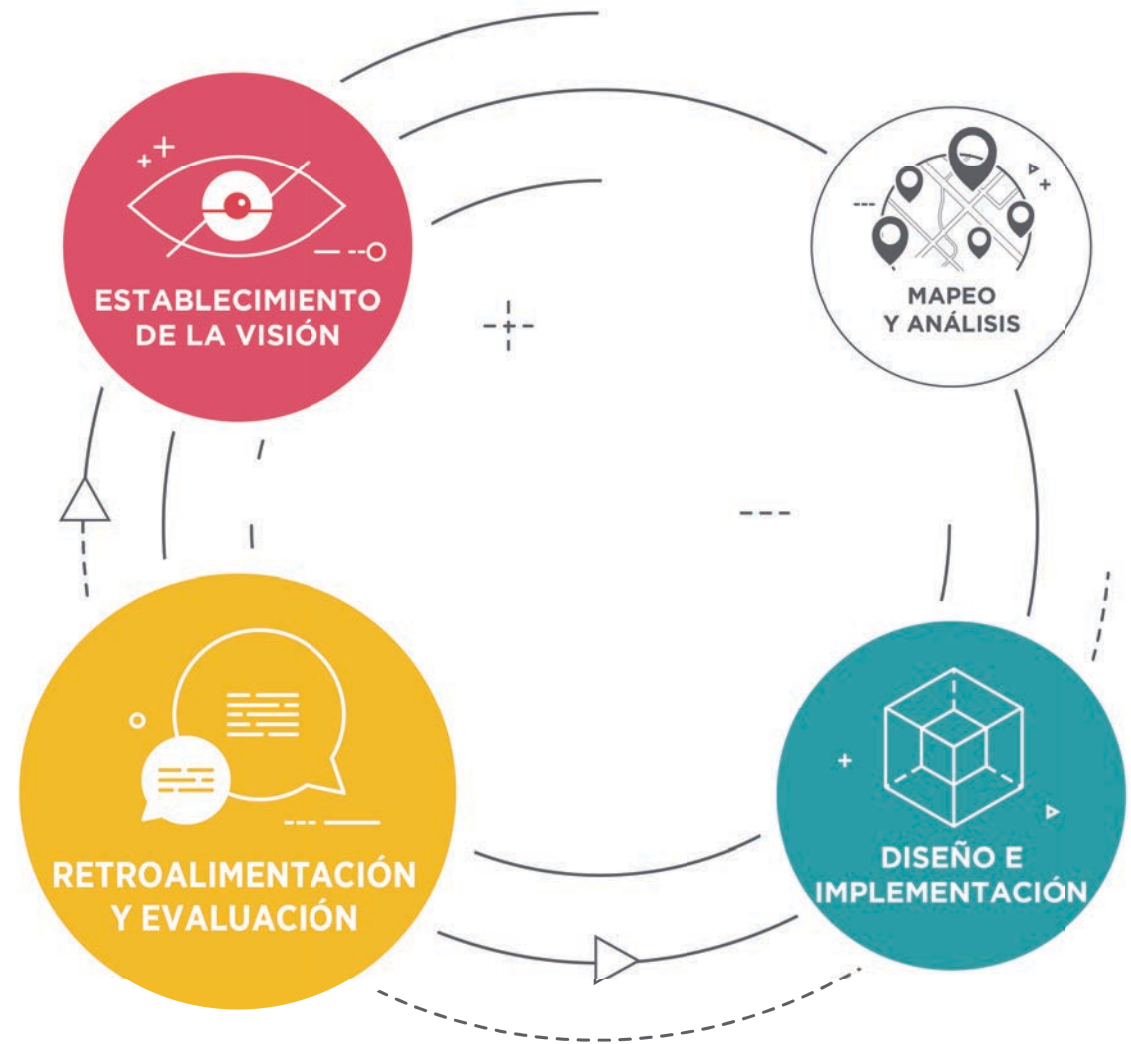 ESTABLECIMIENTO
DE LA VISIÓN
MAPEO
Y ANÁLISIS
RETROALIMENTACIÓN
Y EVALUACIÓN
DISEÑO E
IMPLEMENTACIÓN